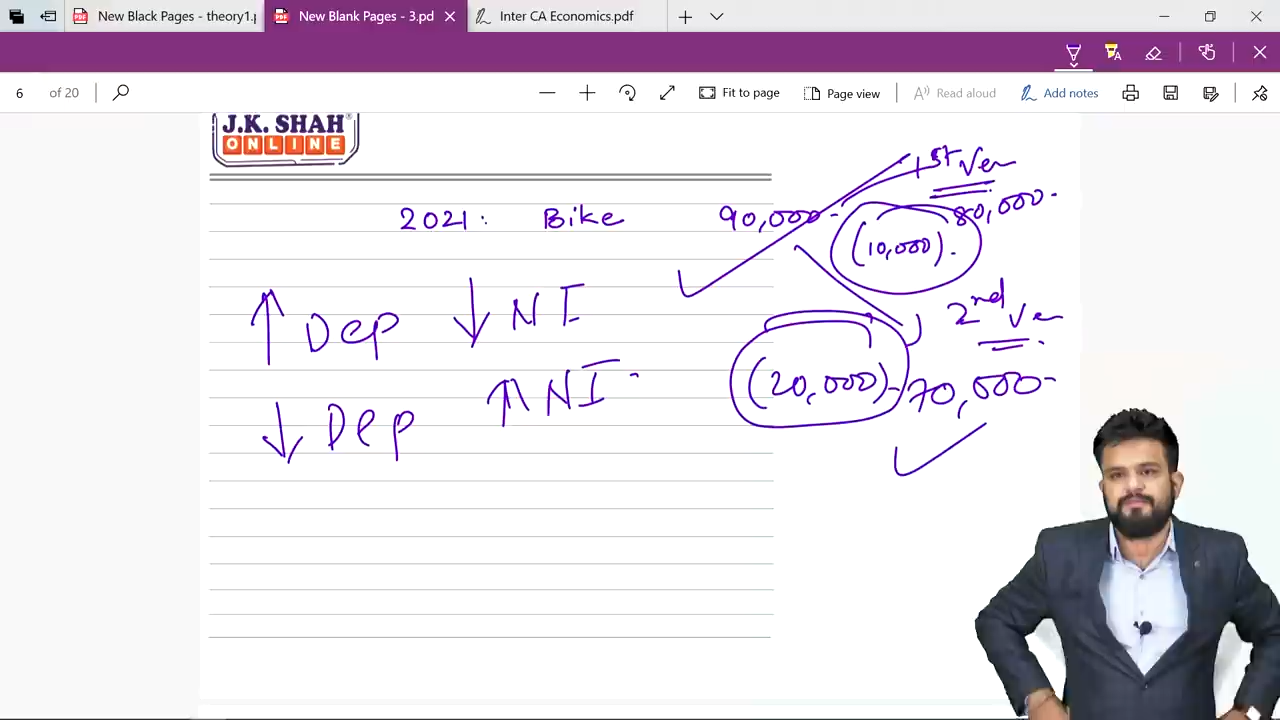 New Black Pages - theory1.p
New Blank Pages - 3.pd
Inter CA Economics.pdf
6 of 20
Fit to page
Page view
Read aloud
Add notes
J.K. SHAH®
ONLINE
1st Ver
2021: Bike 90,000- 80,000-
(10,000).
↑ Dep ↓ NI
2nd Ver
(20,000)- 70,000-
↓ Dep ↑ NI